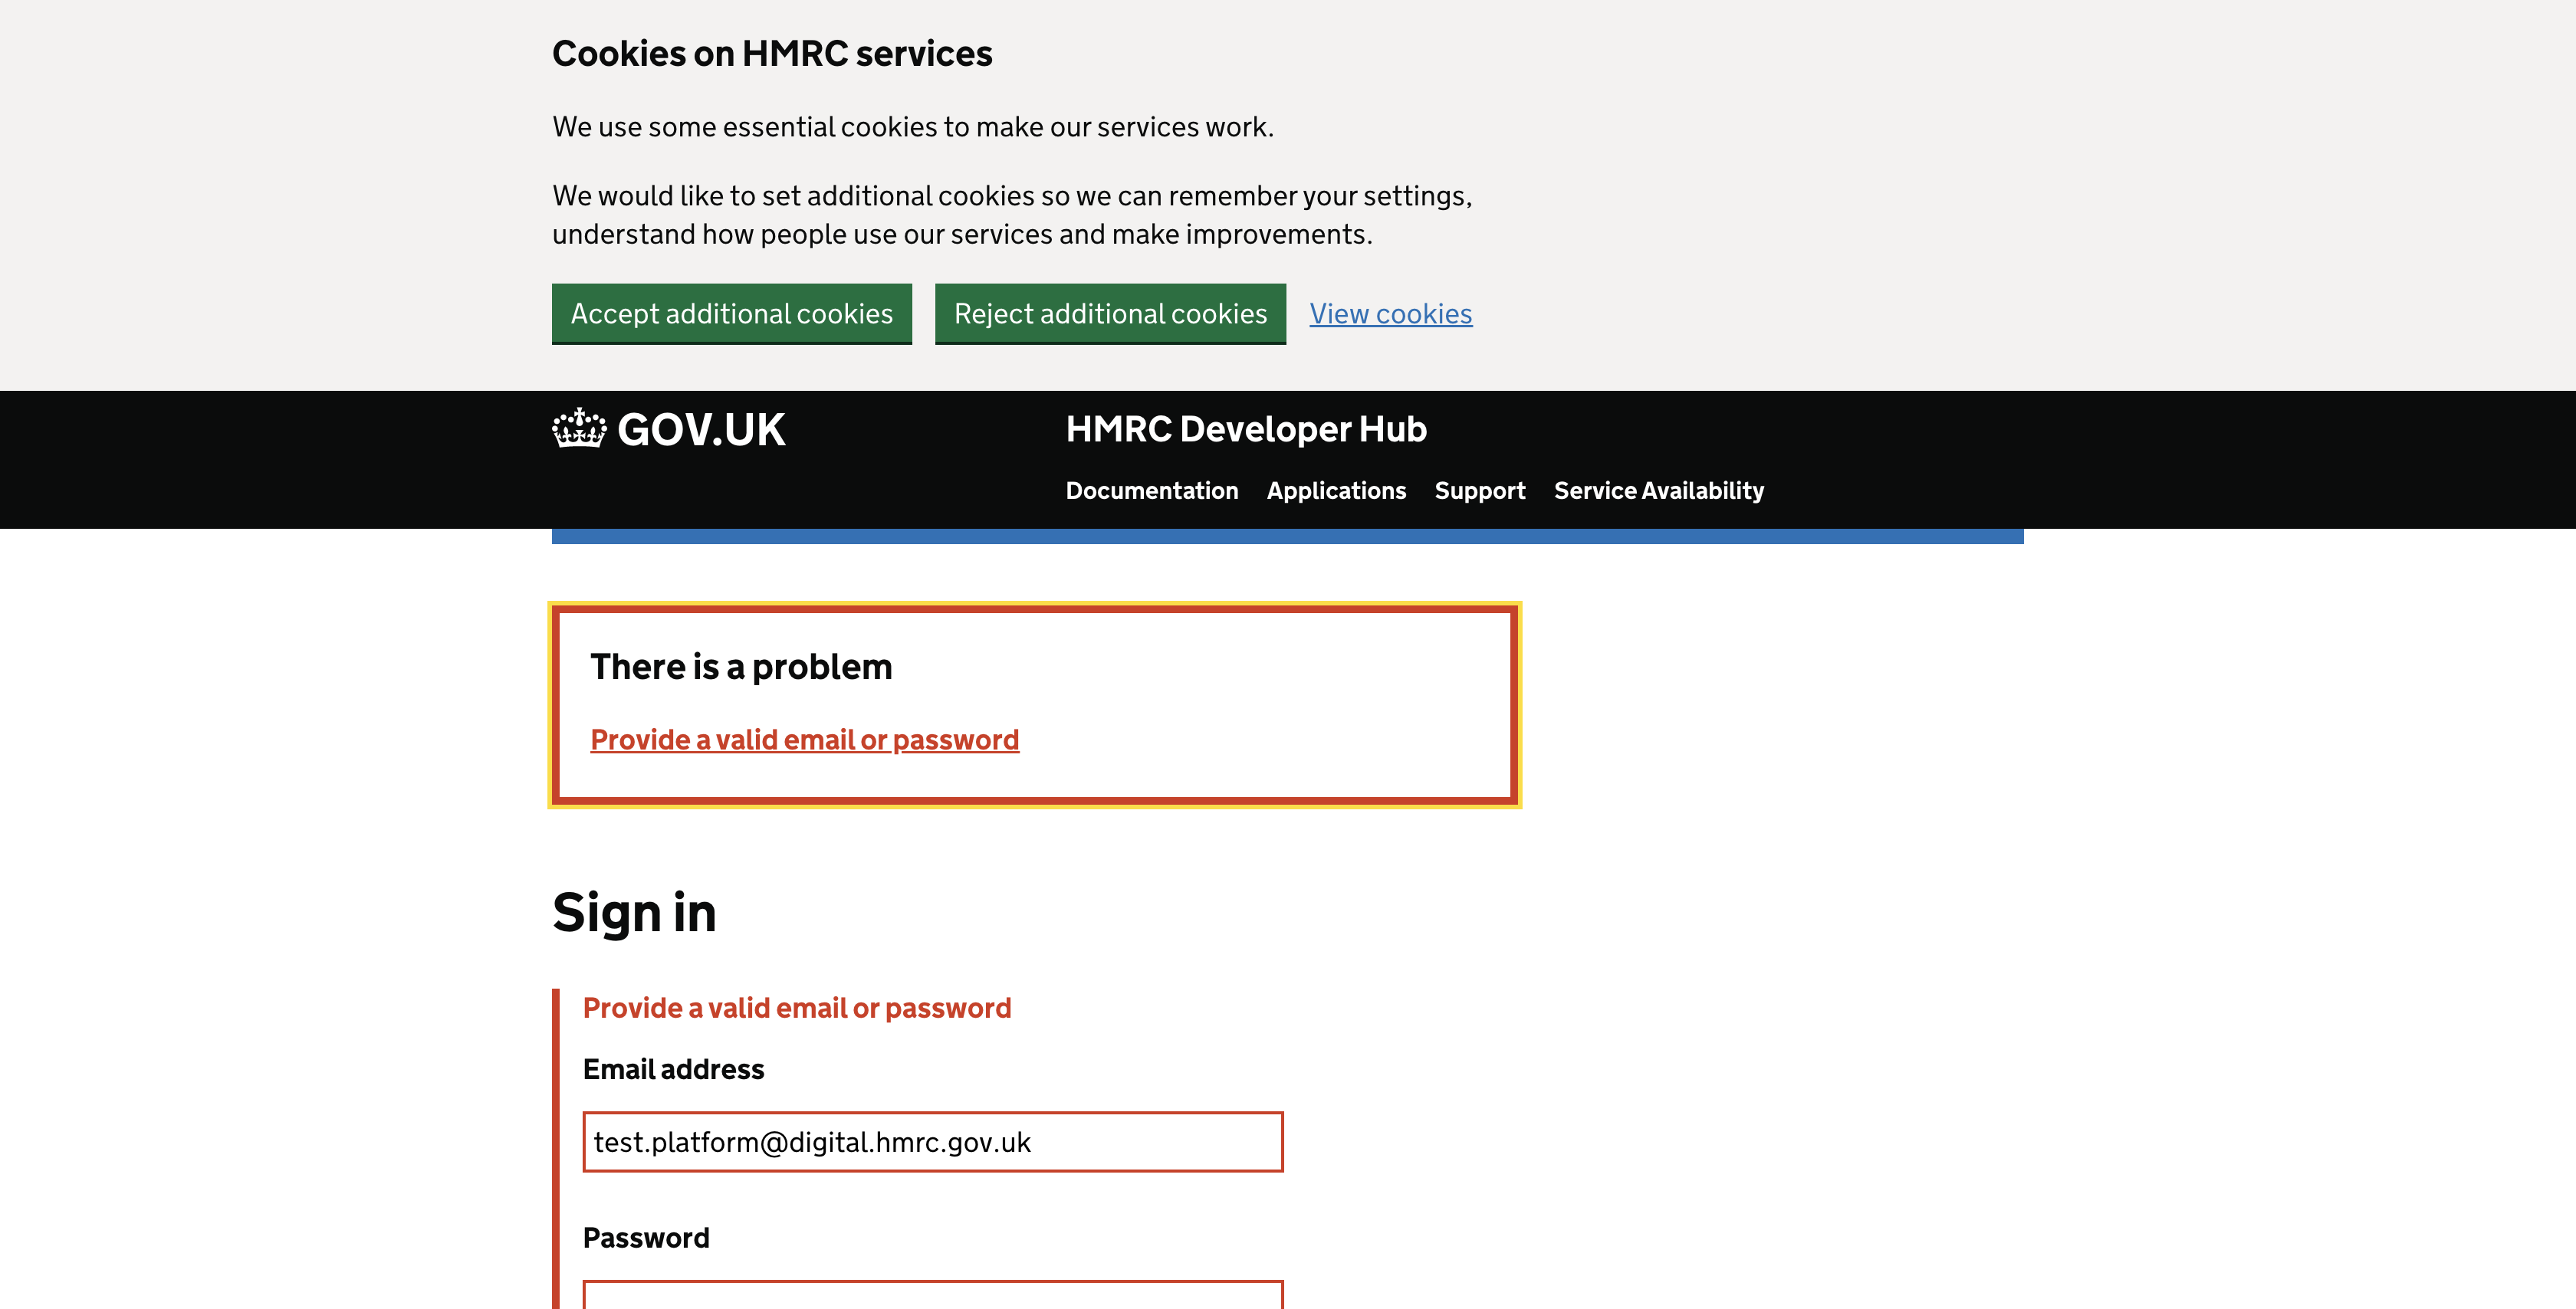 Cookies on HMRC services
We use some essential cookies to make our services work.
We would like to set additional cookies so we can remember your settings,
understand how people use our services and make improvements.
Accept additional cookies Reject additional cookies View cookies
GOV.UK HMRC Developer Hub
Documentation Applications Support Service Availability
There is a problem
Provide a valid email or password
Sign in
Provide a valid email or password
Email address
test.platform@digital.hmrc.gov.uk
Password